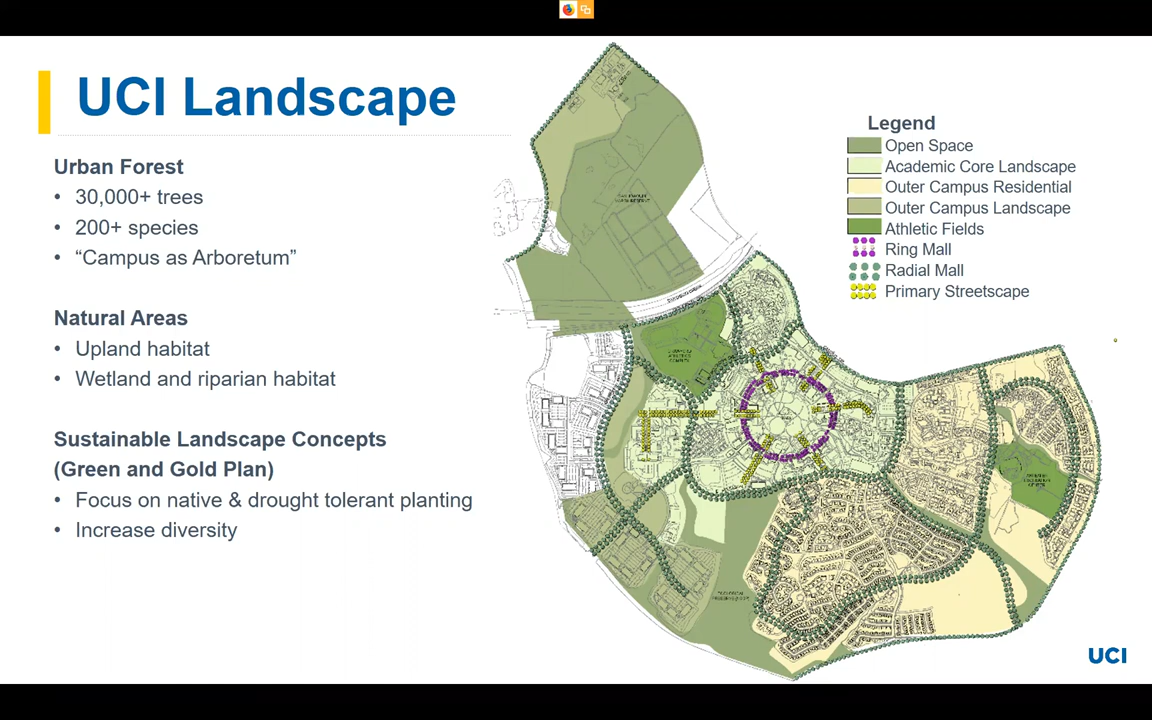 UCI Landscape
Urban Forest
• 30,000+ trees
• 200+ species
• “Campus as Arboretum”
Natural Areas
• Upland habitat
• Wetland and riparian habitat
Sustainable Landscape Concepts
(Green and Gold Plan)
• Focus on native & drought tolerant planting
• Increase diversity
Legend
Open Space
Academic Core Landscape
Outer Campus Residential
Outer Campus Landscape
Athletic Fields
Ring Mall
Radial Mall
Primary Streetscape
UCI